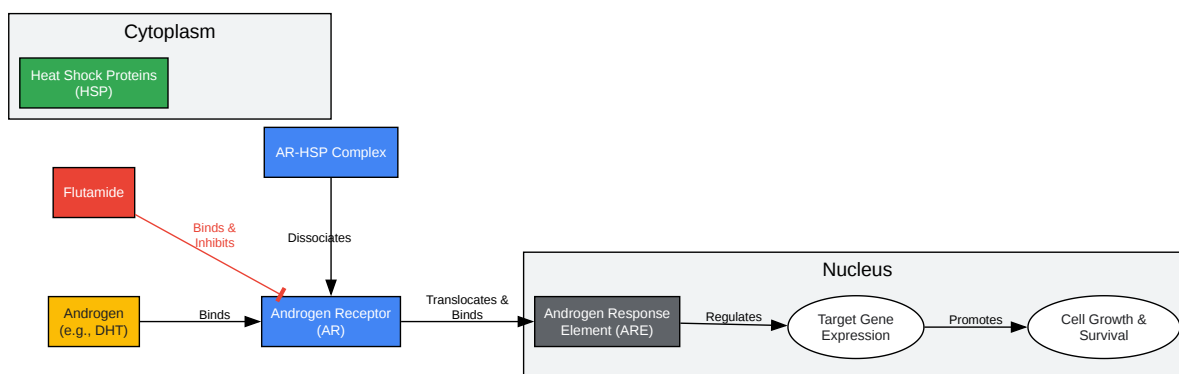 Cytoplasm
Heat Shock Proteins
(HSP)
AR-HSP Complex
Flutamide
Binds &
Inhibits
Dissociates
Nucleus
Androgen
(e.g., DHT)
Binds
Androgen Receptor
(AR)
Translocates &
Binds
Androgen Response
Element (ARE)
Regulates
Target Gene
Expression
Promotes
Cell Growth &
Survival